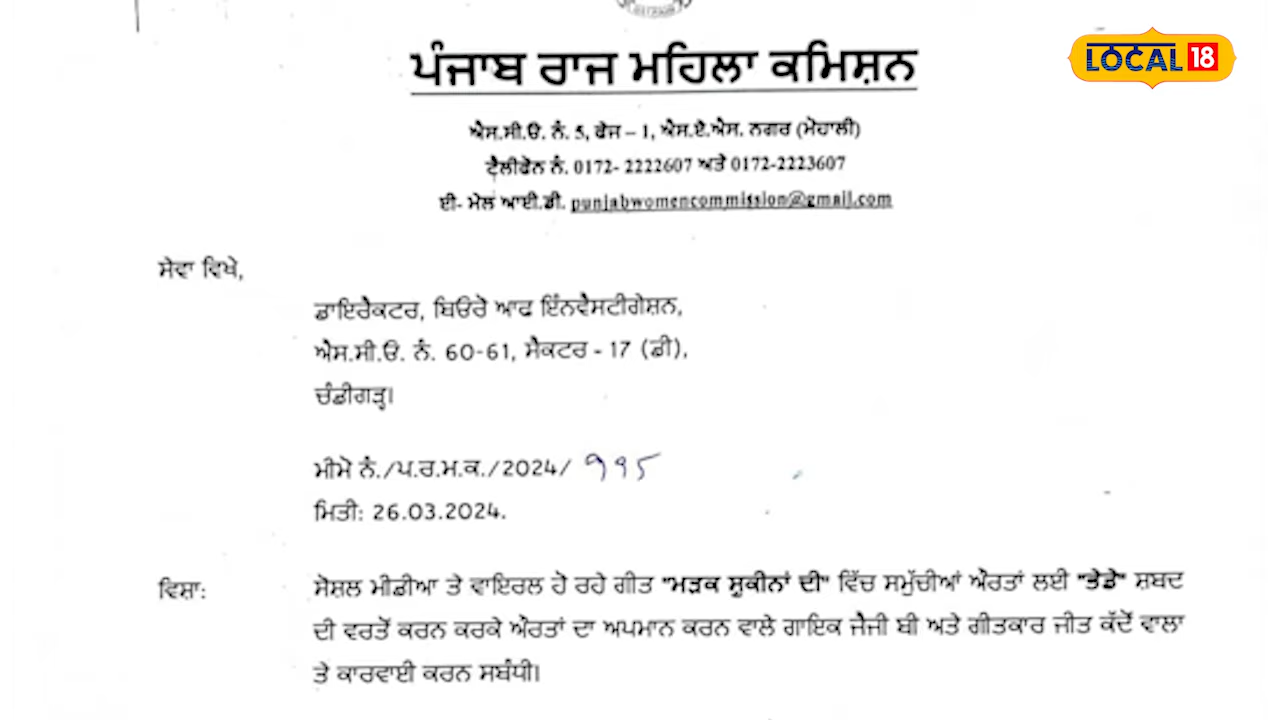 LOCAL 18
ਪੰਜਾਬ ਰਾਜ ਮਹਿਲਾ ਕਮਿਸ਼ਨ
ਐਸ.ਸੀ.ਓ. ਨੰ. 5, ਫੇਜ – 1, ਐਸ.ਏ.ਐਸ. ਨਗਰ (ਮੋਹਾਲੀ)
ਟੈਲੀਫੋਨ ਨੰ. 0172- 2222607 ਅਤੇ 0172-2223607
ਈ- ਮੇਲ ਆਈ.ਡੀ. punjabwomencommission@gmail.com
ਸੇਵਾ ਵਿਖੇ,
ਡਾਇਰੈਕਟਰ, ਬਿਓਰੋ ਆਫ ਇੰਨਵੈਸਟੀਗੇਸ਼ਨ,
ਐਸ.ਸੀ.ਓ. ਨੰ. 60-61, ਸੈਕਟਰ - 17 (ਡੀ),
ਚੰਡੀਗੜ੍ਹ।
ਮੀਮੋ ਨੰ./ਪ.ਰ.ਮ.ਕ./2024/
ਮਿਤੀ: 26.03.2024.
ਵਿਸ਼ਾ: ਸੋਸ਼ਲ ਮੀਡੀਆ ਤੇ ਵਾਇਰਲ ਹੋ ਰਹੇ ਗੀਤ "ਮੜਕ ਸ਼ੁਕੀਨਾਂ ਦੀ" ਵਿੱਚ ਸਮੁੱਚੀਆਂ ਔਰਤਾਂ ਲਈ "ਭੇਡੇ" ਸ਼ਬਦ
ਦੀ ਵਰਤੋਂ ਕਰਨ ਕਰਕੇ ਔਰਤਾਂ ਦਾ ਅਪਮਾਨ ਕਰਨ ਵਾਲੇ ਗਾਇਕ ਜੈਜੀ ਬੀ ਅਤੇ ਗੀਤਕਾਰ ਜੀਤ ਕੱਦੋਂ ਵਾਲਾ
ਤੇ ਕਾਰਵਾਈ ਕਰਨ ਸਬੰਧੀ।